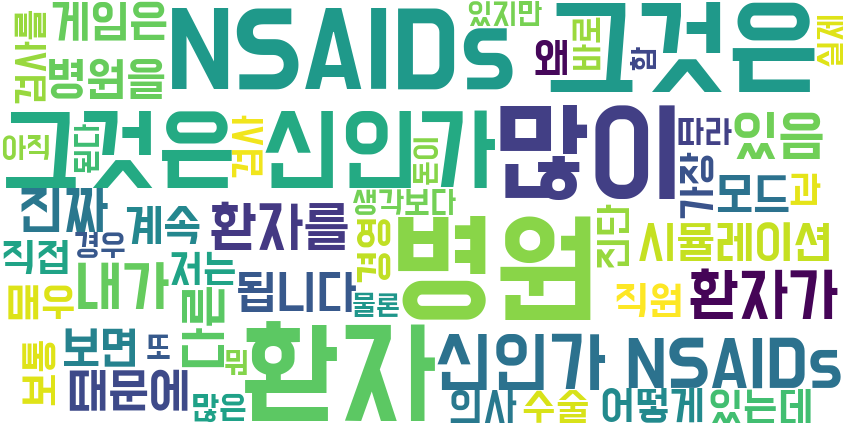 검사를
게임은
병원을
NSAIDs
있지만
왜
바로
함
그것은
실제
그것은
아직
된다
검사
신인가
돈이
많이
따라
있음
가장
모드
과
진짜
계속
환자를
생각보다
직접
경우
저는
경영
병원
진단
시뮬레이션
매우
내가
다른
됩니다
물론
직원
환자가
보통
보면
또
뭔
환자
신인가 NSAIDs
때문에
많은
의사
수술
어떻게
있는데